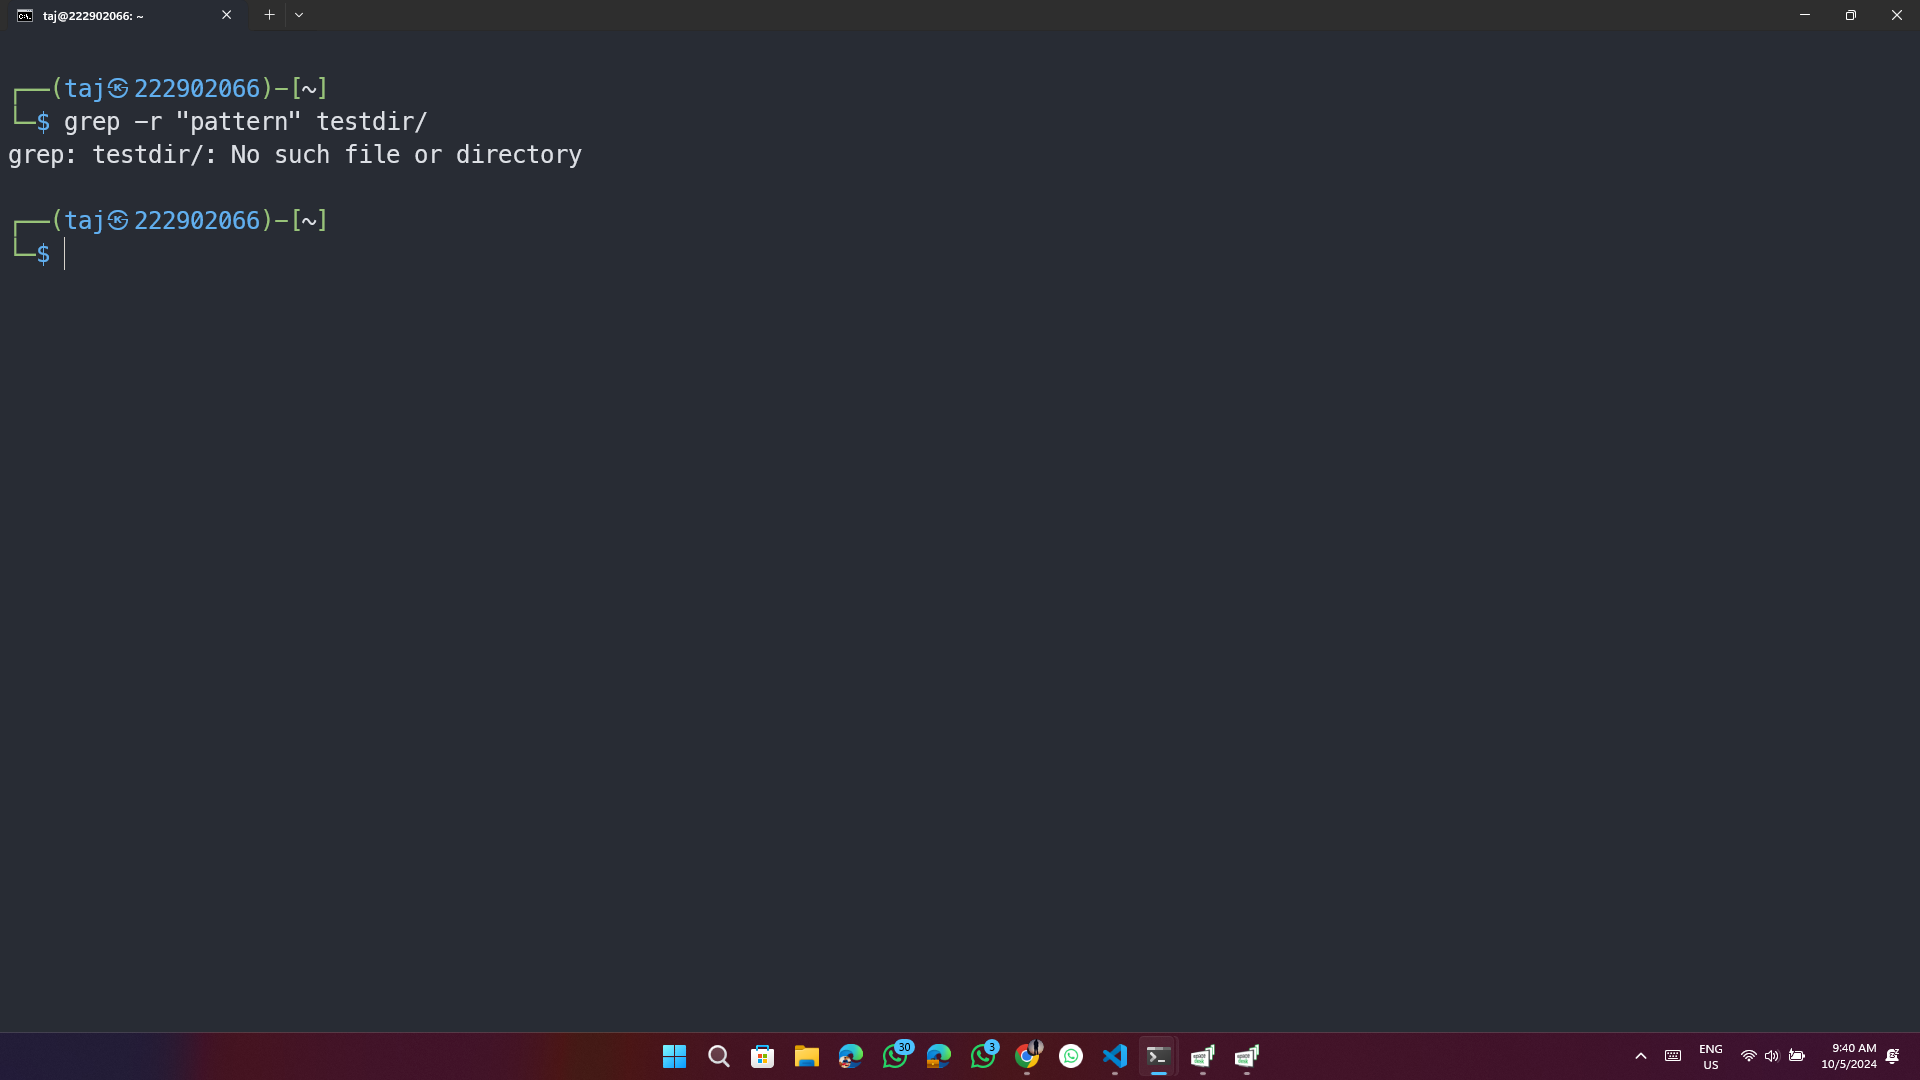 taj@222902066: ~
┌──(taj㉿222902066)-[~]
└─$ grep -r "pattern" testdir/
grep: testdir/: No such file or directory
┌──(taj㉿222902066)-[~]
└─$
30
3
ENG
US
9:40 AM
10/5/2024